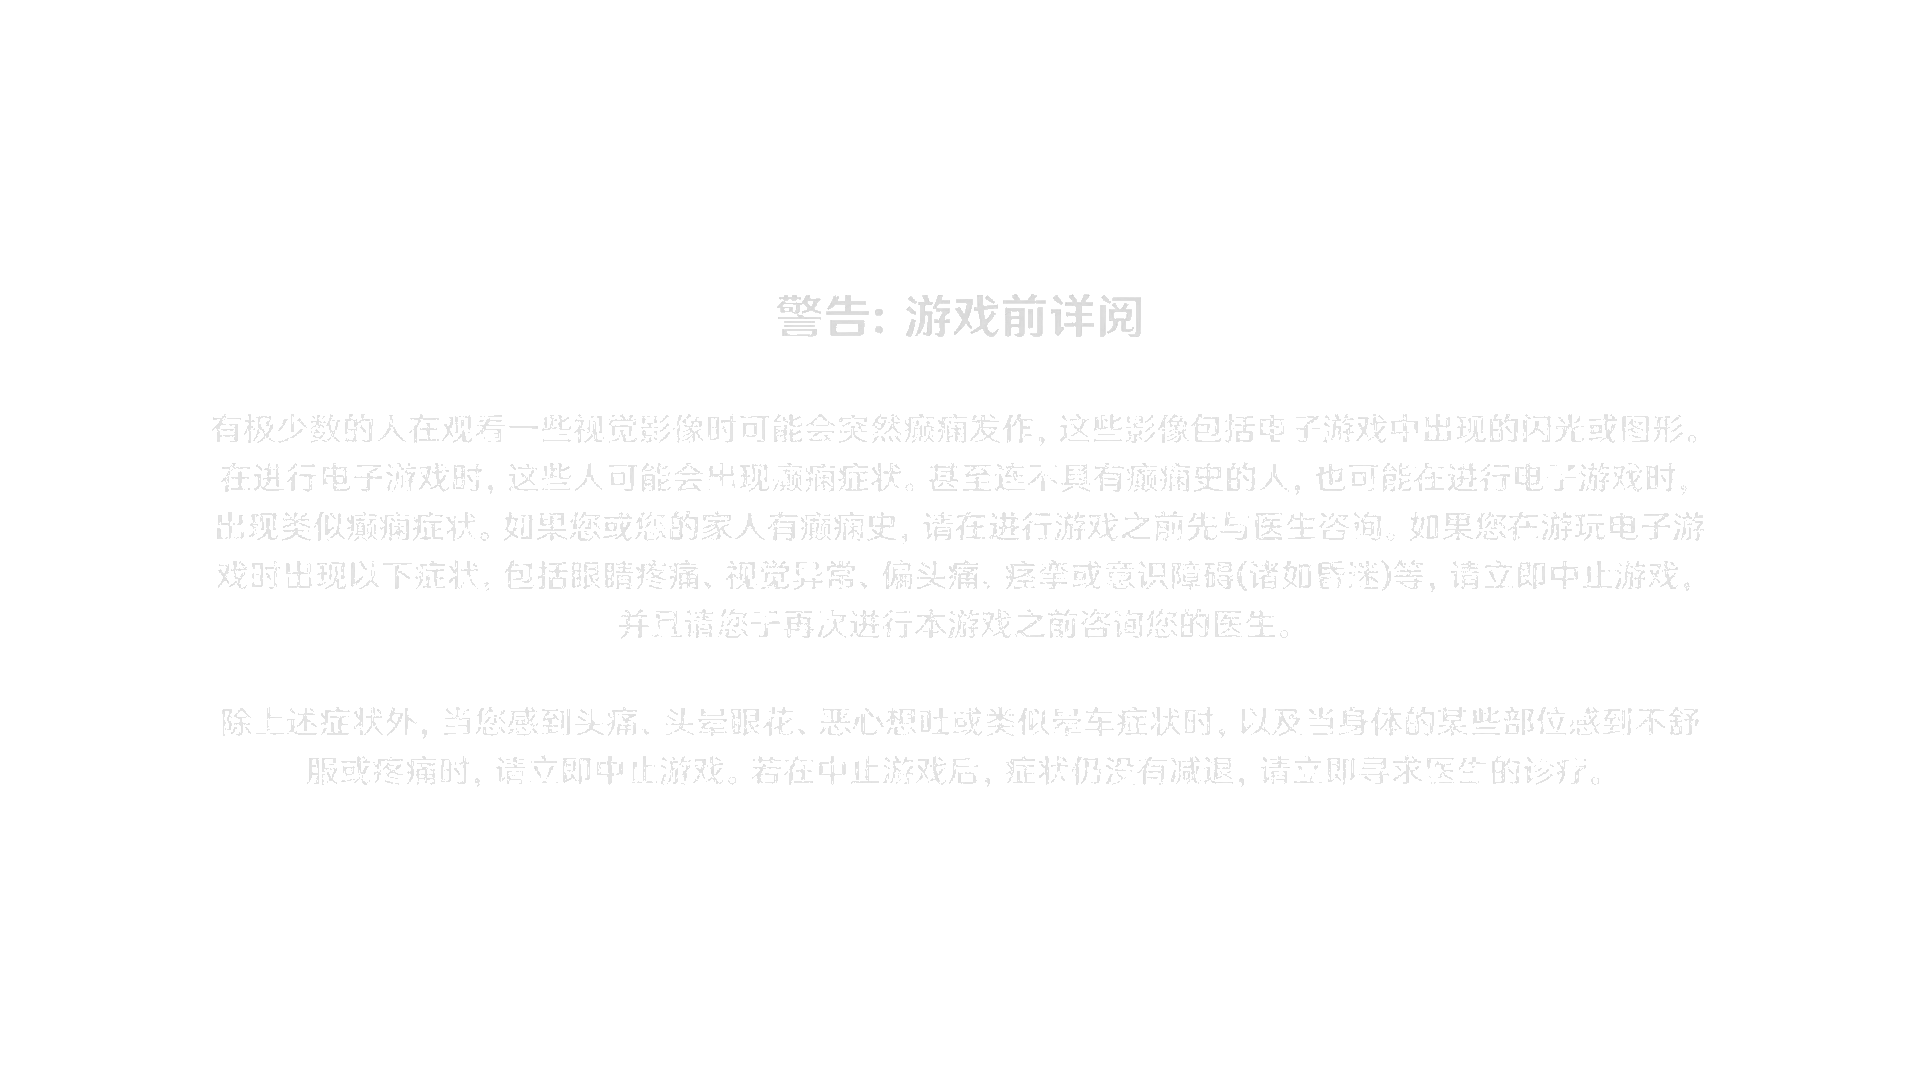 警告: 游戏前详阅
有极少数的人在观看一些视觉影像时可能会突然癫痫发作, 这些影像包括电子游戏中出现的闪光或图形。
在进行电子游戏时, 这些人可能会出现癫痫症状。甚至连不具有癫痫史的人, 也可能在进行电子游戏时,
出现类似癫痫症状。如果您或您的家人有癫痫史, 请在进行游戏之前先与医生咨询。如果您在游玩电子游
戏时出现以下症状, 包括眼睛疼痛、视觉异常、偏头痛、痉挛或意识障碍(诸如昏迷)等, 请立即中止游戏,
并且请您于再次进行本游戏之前咨询您的医生。
除上述症状外, 当您感到头痛、头晕眼花、恶心想吐或类似晕车症状时, 以及当身体的某些部位感到不舒
服或疼痛时, 请立即中止游戏。若在中止游戏后, 症状仍没有减退, 请立即寻求医生的诊疗。